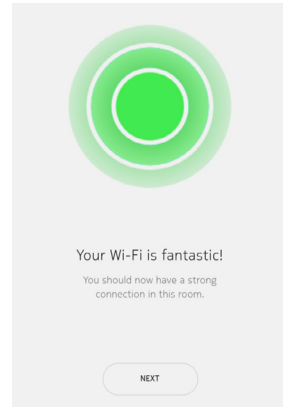 Your Wi-Fi is fantastic!
You should now have a strong
connection in this room.
NEXT